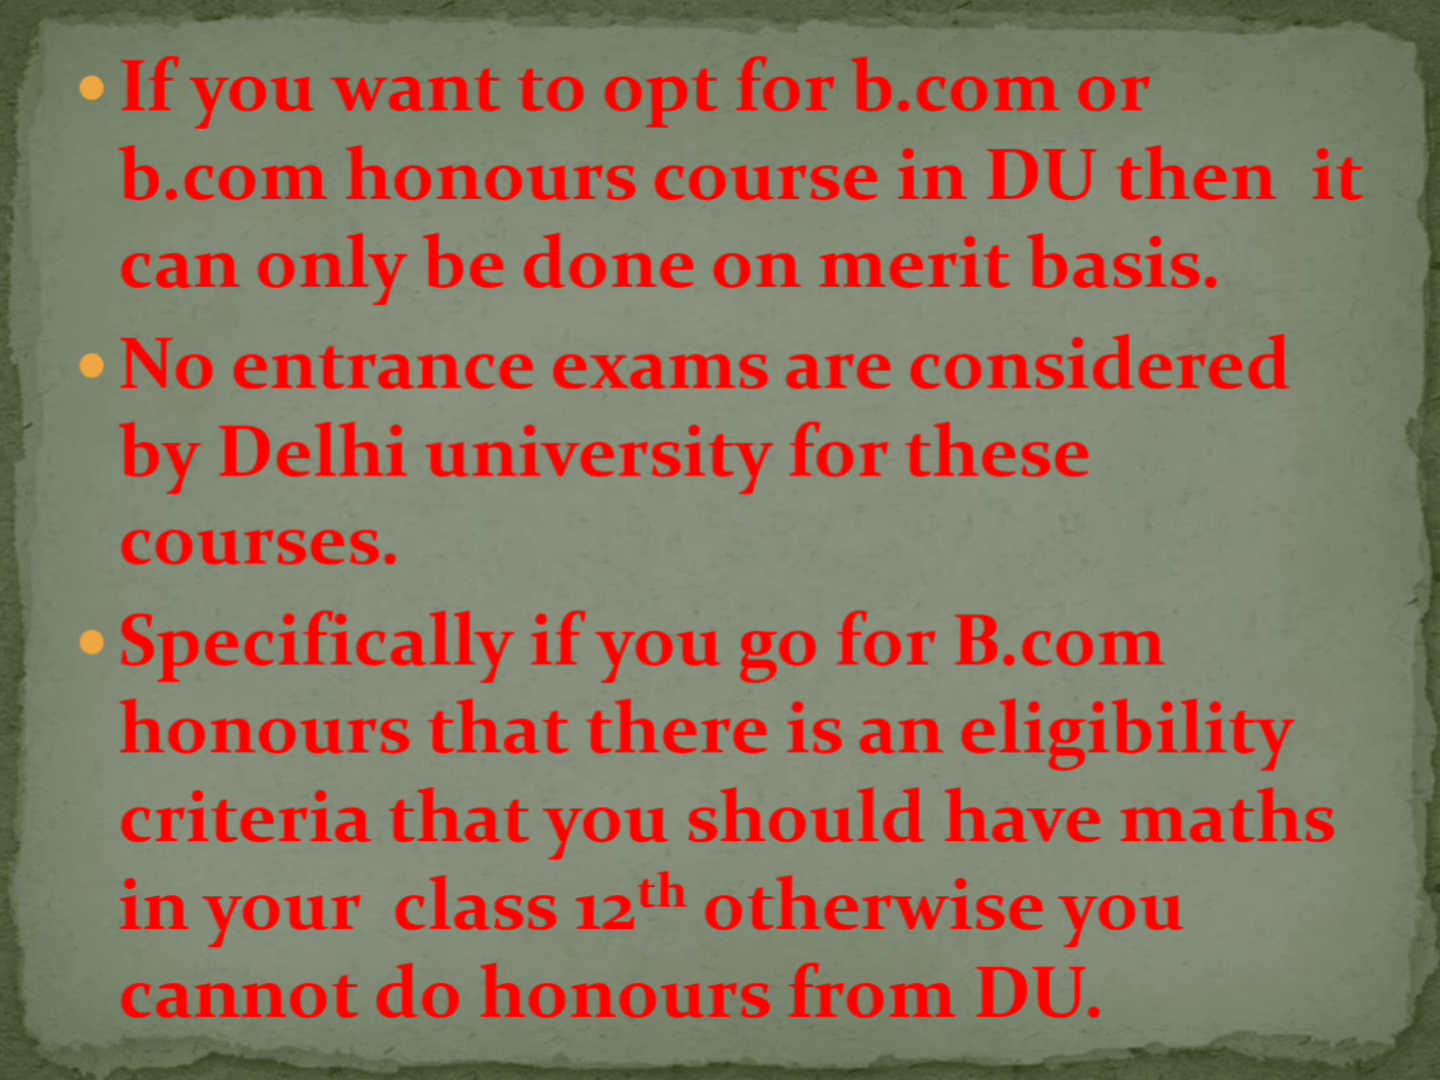 • If you want to opt for b.com or
b.com honours course in DU then it
can only be done on merit basis.
• No entrance exams are considered
by Delhi university for these
courses.
• Specifically if you go for B.com
honours that there is an eligibility
criteria that you should have maths
in your class 12th otherwise you
cannot do honours from DU.